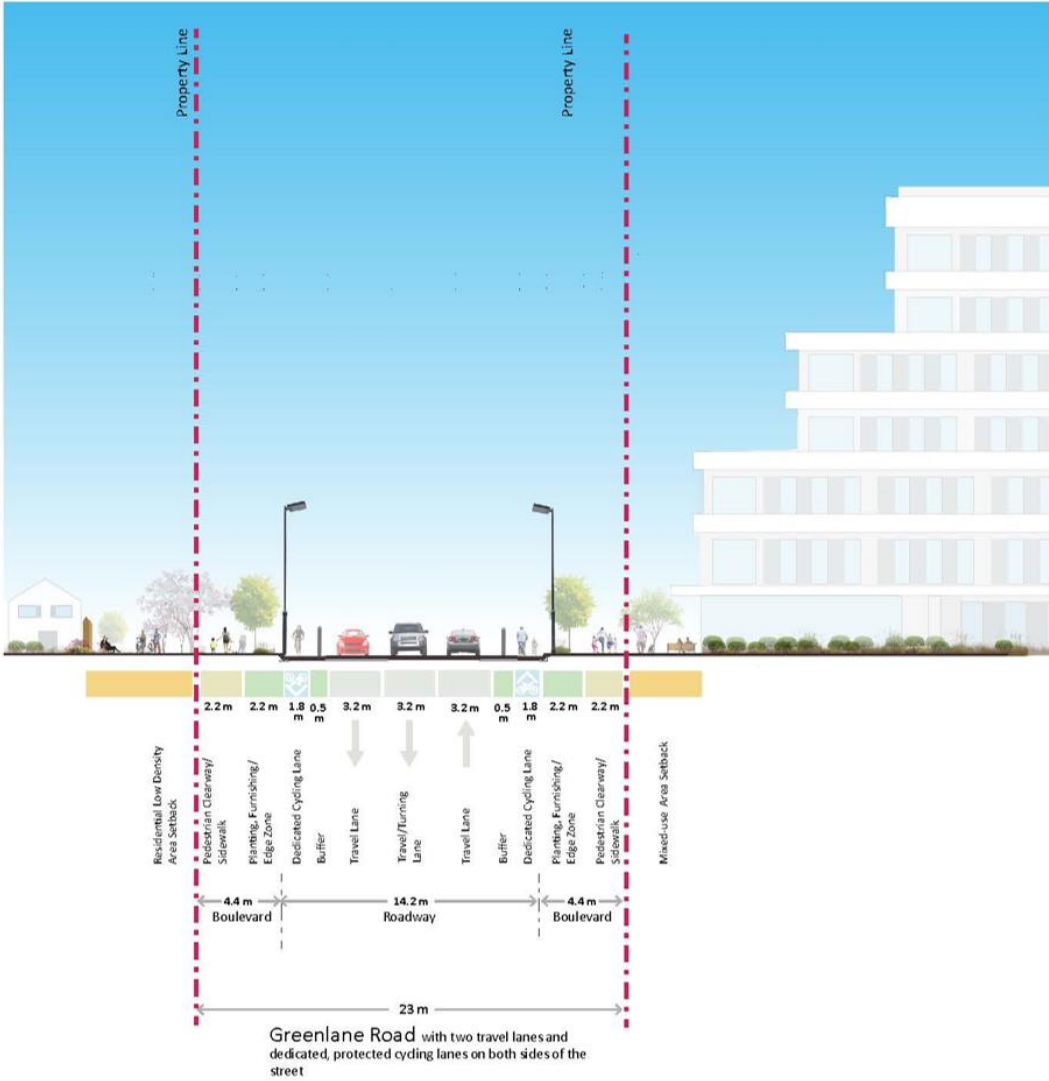 Property Line
Property Line
2.2 m
2.2 m
1.8
m
0.5
m
3.2 m
3.2 m
3.2 m
0.5
m
1.8
m
2.2 m
2.2 m
Residential Low Density
Area Setback
Pedestrian Clearway/
Sidewalk
Planting, Furnishing/
Edge Zone
Dedicated Cycling Lane
Buffer
Travel Lane
Travel/Turning
Lane
Travel Lane
Buffer
Dedicated Cycling Lane
Planting, Furnishing/
Edge Zone
Pedestrian Clearway/
Sidewalk
Mixed-use Area Setback
4.4 m
Boulevard
14.2 m
Roadway
4.4 m
Boulevard
23 m
Greenlane Road with two travel lanes and
dedicated, protected cycling lanes on both sides of the
street